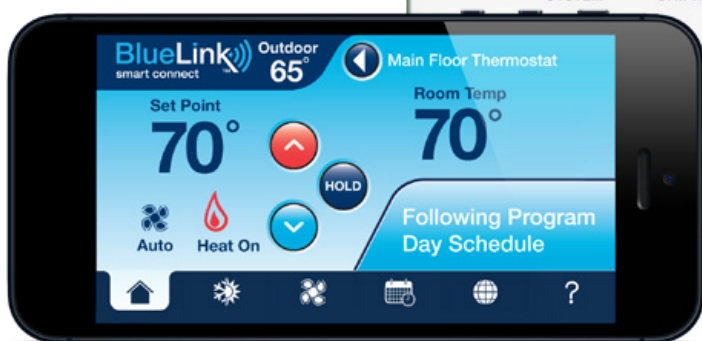 BlueLink
smart connect
Outdoor
65°
Main Floor Thermostat
Set Point
70°
Room Temp
70°
HOLD
Auto
Heat On
Following Program
Day Schedule
?